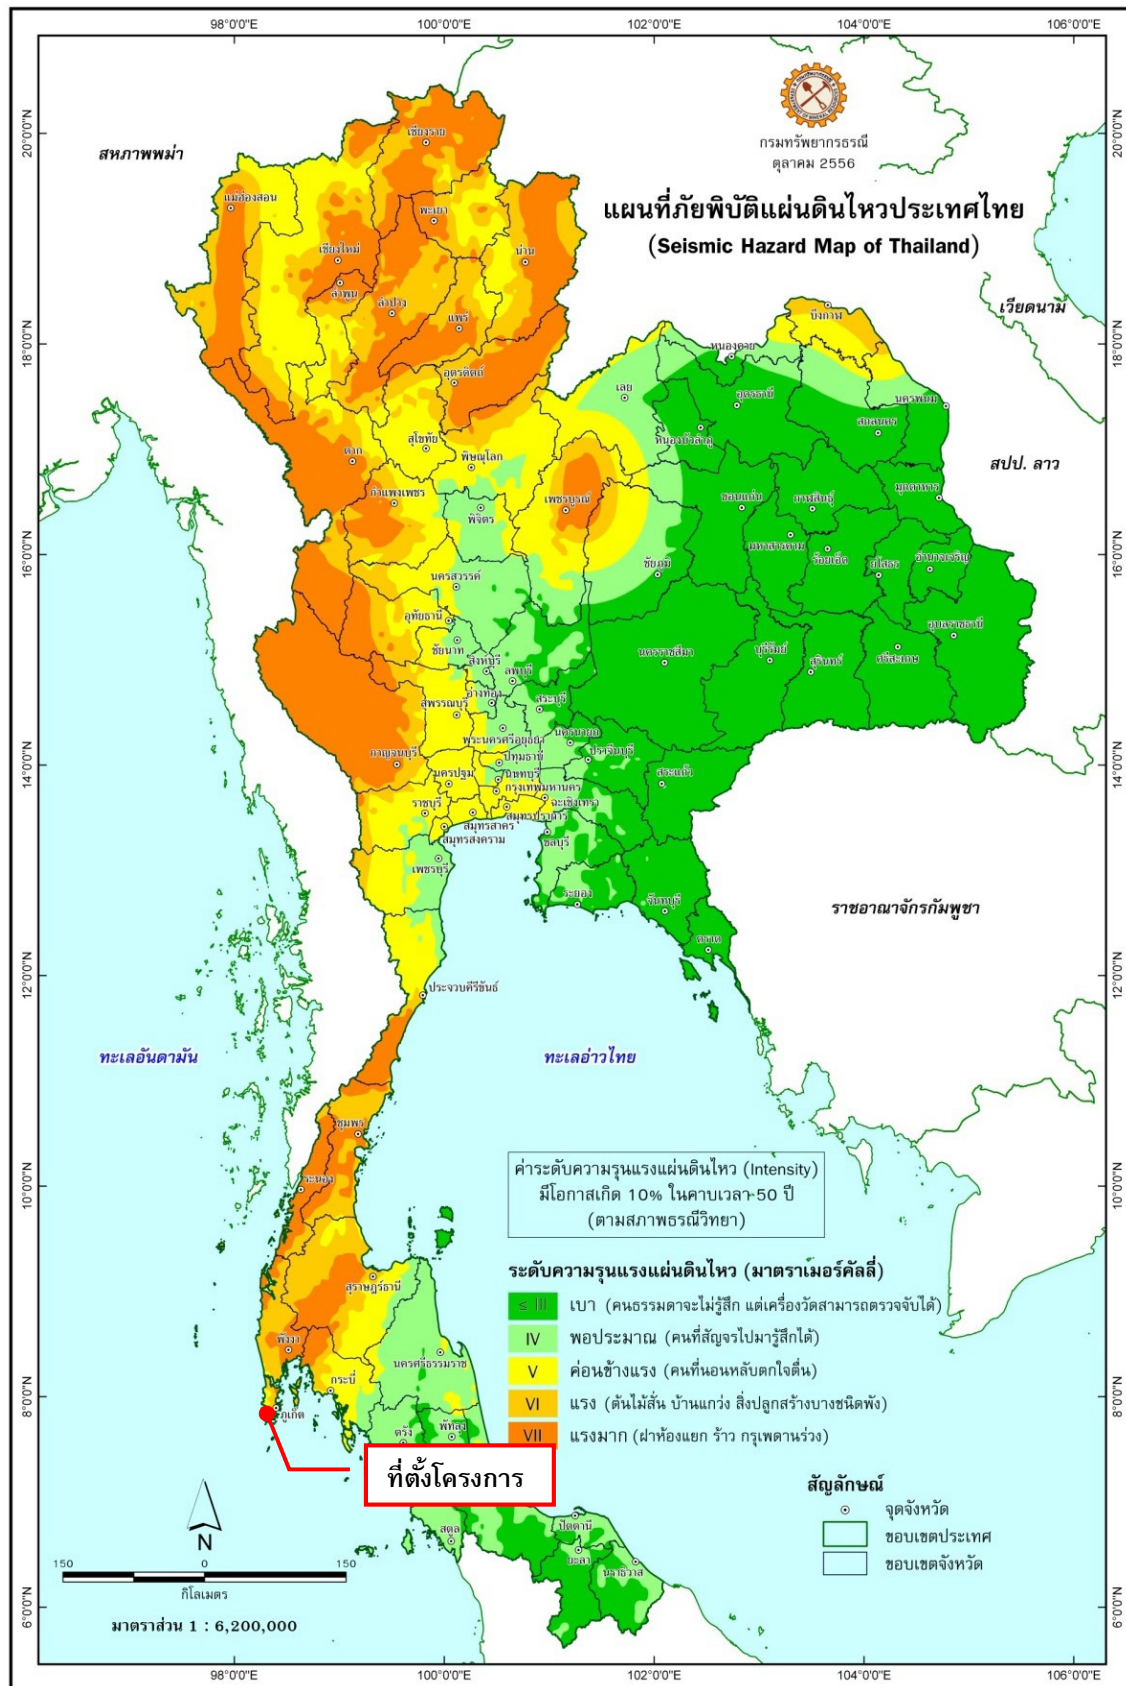 98°0'0"E
100°0'0"E
102°0'0"E
104°0'0"E
106°0'0"E
20°0'0"N
20°0'0"N
18°0'0"N
18°0'0"N
16°0'0"N
16°0'0"N
14°0'0"N
14°0'0"N
12°0'0"N
12°0'0"N
10°0'0"N
10°0'0"N
8°0'0"N
8°0'0"N
6°0'0"N
6°0'0"N
กรมทรัพยากรธรณี
ตุลาคม 2556
แผนที่ภัยพิบัติแผ่นดินไหวประเทศไทย
(Seismic Hazard Map of Thailand)
สหภาพพม่า
เวียดนาม
สปป. ลาว
ราชอาณาจักรกัมพูชา
ทะเลอันดามัน
ทะเลอ่าวไทย
เชียงราย
แม่ฮ่องสอน
พะเยา
เชียงใหม่
น่าน
ลำพูน
ลำปาง
แพร่
อุตรดิตถ์
บึงกาฬ
หนองคาย
เลย
อุดรธานี
นครพนม
สกลนคร
หนองบัวลำภู
สุโขทัย
ตาก
พิษณุโลก
กำแพงเพชร
เพชรบูรณ์
พิจิตร
ขอนแก่น
กาฬสินธุ์
มุกดาหาร
มหาสารคาม
ร้อยเอ็ด
ยโสธร
อำนาจเจริญ
ชัยภูมิ
นครสวรรค์
อุทัยธานี
ชัยนาท
สิงหบุรี
ลพบุรี
อ่างทอง
สุพรรณบุรี
สระบุรี
นครราชสีมา
บุรีรัมย์
สุรินทร์
ศรีสะเกษ
อุบลราชธานี
พระนครศรีอยุธยา
นครนายก
ปราจีนบุรี
ปทุมธานี
กาญจนบุรี
นครปฐม
นนทบุรี
กรุงเทพมหานคร
สระแก้ว
ราชบุรี
ฉะเชิงเทรา
สมุทรปราการ
สมุทรสาคร
สมุทรสงคราม
ชลบุรี
เพชรบุรี
ระยอง
จันทบุรี
ตราด
ประจวบคีรีขันธ์
ชุมพร
ระนอง
สุราษฎร์ธานี
พังงา
นครศรีธรรมราช
กระบี่
ภูเก็ต
ตรัง
พัทลุง
สตูล
ปัตตานี
ยะลา
นราธิวาส
ค่าระดับความรุนแรงแผ่นดินไหว (Intensity)
มีโอกาสเกิด 10% ในคาบเวลา 50 ปี
(ตามสภาพธรณีวิทยา)
ระดับความรุนแรงแผ่นดินไหว (มาตราเมอร์คัลลี่)
≤ III เบา (คนธรรมดาจะไม่รู้สึก แต่เครื่องวัดสามารถตรวจจับได้)
IV พอประมาณ (คนที่สัญจรไปมารู้สึกได้)
V ค่อนข้างแรง (คนที่นอนหลับตกใจตื่น)
VI แรง (ต้นไม้สั่น บ้านแกว่ง สิ่งปลูกสร้างบางชนิดพัง)
VII แรงมาก (ฝาห้องแยก ร้าว กรุเพดานร่วง)
ที่ตั้งโครงการ
สัญลักษณ์
จุดจังหวัด
ขอบเขตประเทศ
ขอบเขตจังหวัด
N
150 0 150
กิโลเมตร
มาตราส่วน 1 : 6,200,000
98°0'0"E
100°0'0"E
102°0'0"E
104°0'0"E
106°0'0"E